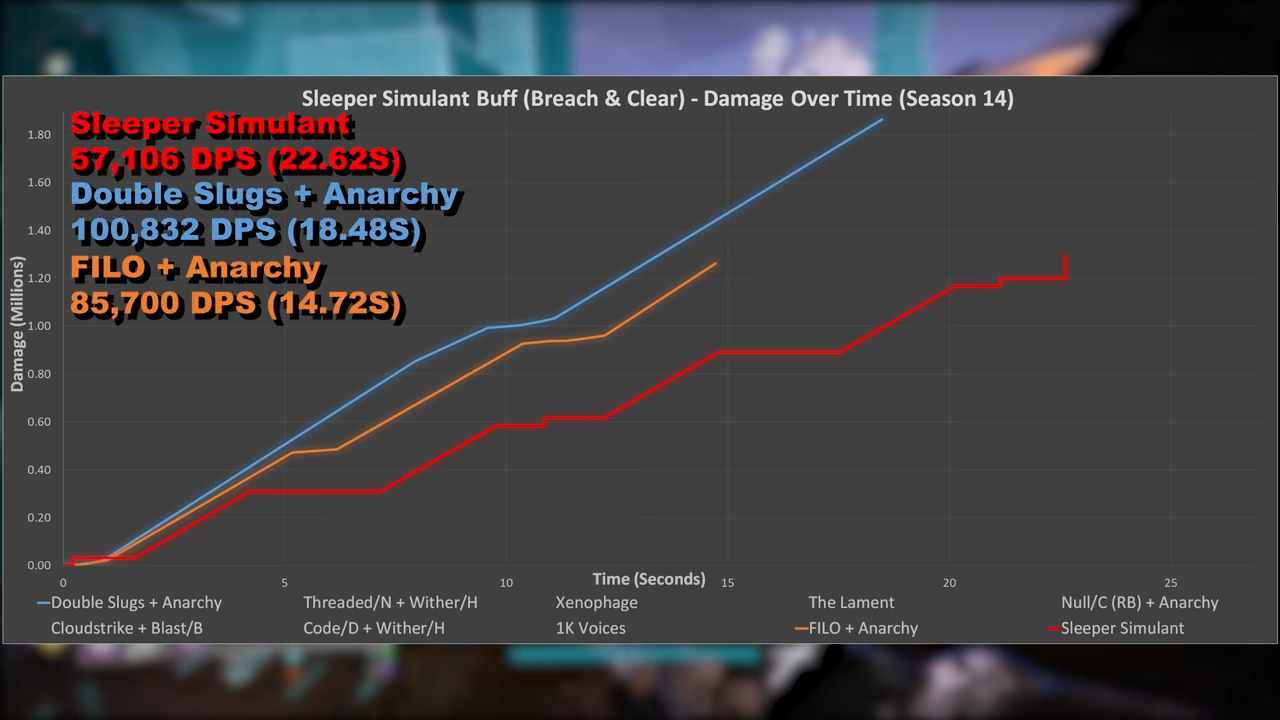 Sleeper Simulant Buff (Breach & Clear) - Damage Over Time (Season 14)
Sleeper Simulant
57,106 DPS (22.62S)
Double Slugs + Anarchy
100,832 DPS (18.48S)
FILO + Anarchy
85,700 DPS (14.72S)
Damage (Millions)
1.80
1.60
1.40
1.20
1.00
0.80
0.60
0.40
0.20
0.00
0 5 10 15 20 25
Time (Seconds)
Double Slugs + Anarchy Threaded/N + Wither/H Xenophage The Lament Null/C (RB) + Anarchy
Cloudstrike + Blast/B Code/D + Wither/H 1K Voices FILO + Anarchy Sleeper Simulant